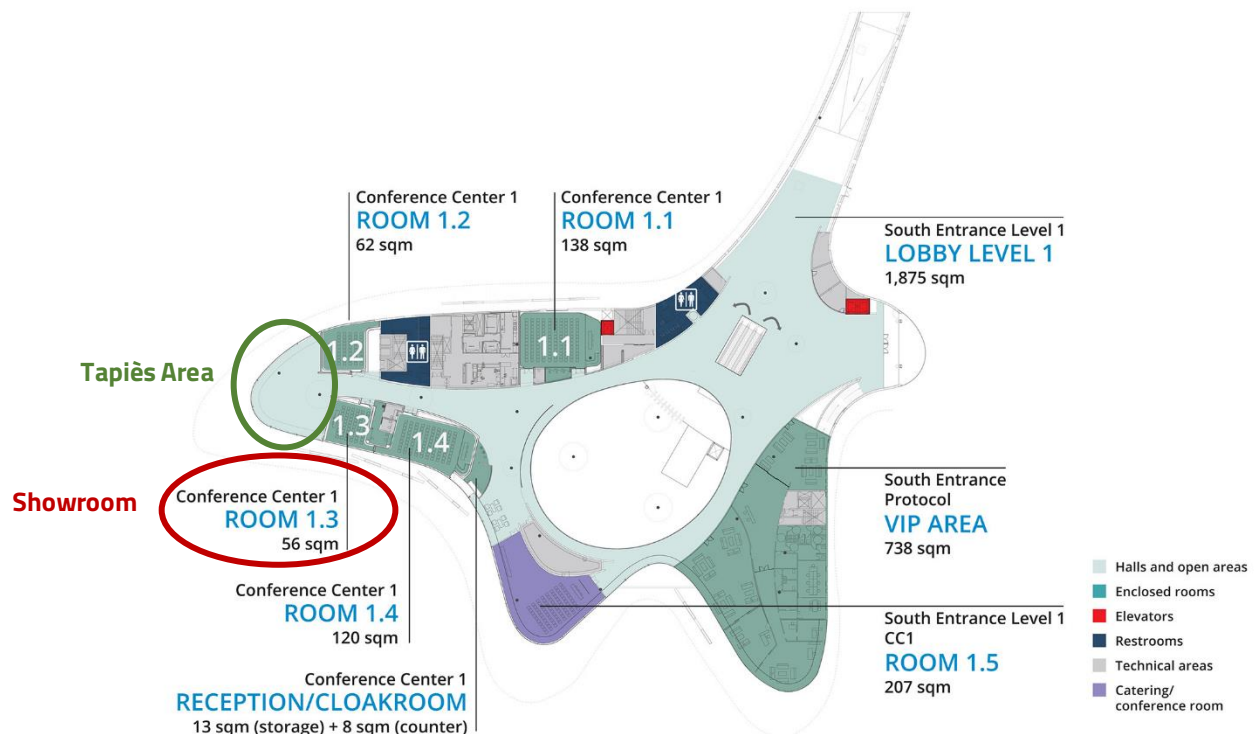 Conference Center 1
ROOM 1.2
62 sqm
Conference Center 1
ROOM 1.1
138 sqm
South Entrance Level 1
LOBBY LEVEL 1
1,875 sqm
1.2
1.1
Tapiès Area
1.3
1.4
Showroom
Conference Center 1
ROOM 1.3
56 sqm
South Entrance
Protocol
VIP AREA
738 sqm
Conference Center 1
ROOM 1.4
120 sqm
South Entrance Level 1
CC1
ROOM 1.5
207 sqm
Conference Center 1
RECEPTION/CLOAKROOM
13 sqm (storage) + 8 sqm (counter)
Halls and open areas
Enclosed rooms
Elevators
Restrooms
Technical areas
Catering/
conference room